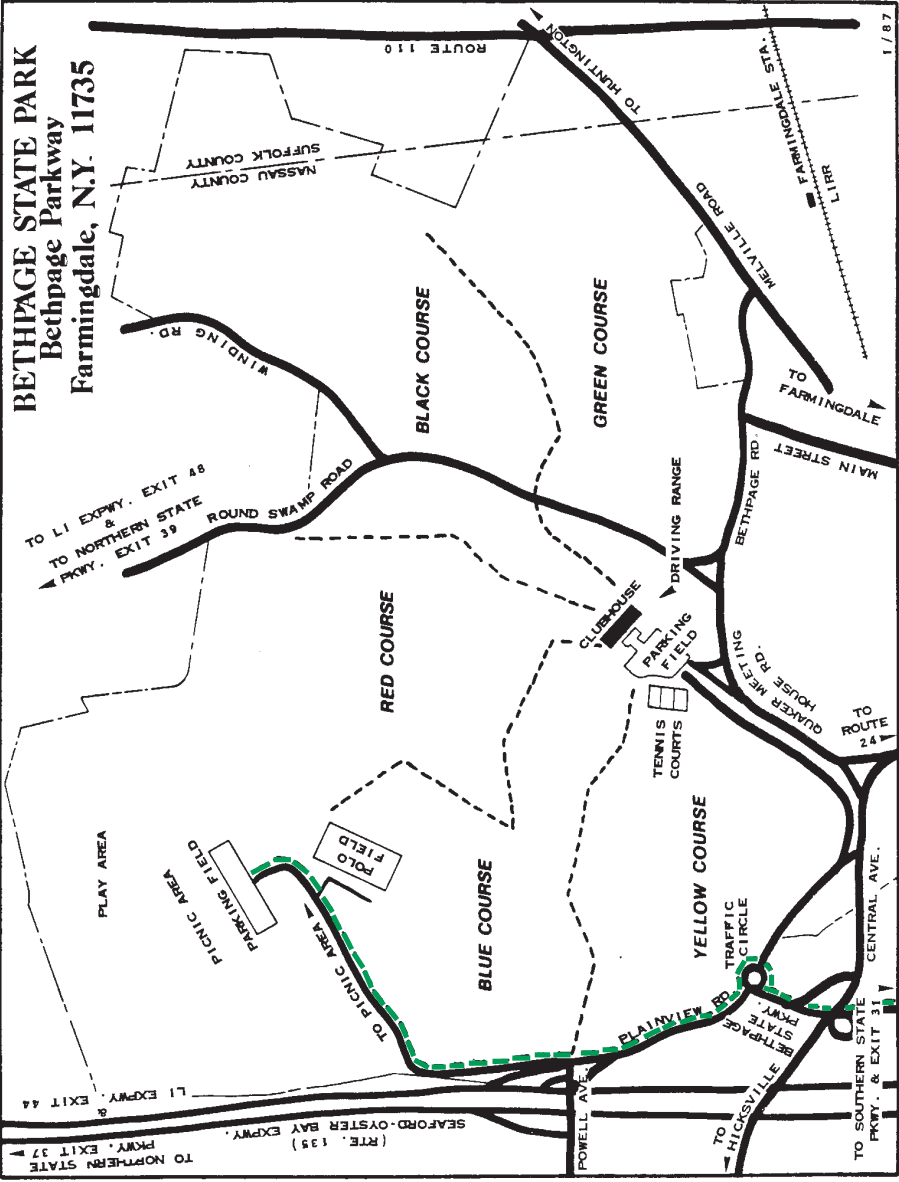 BETHPAGE STATE PARK
Bethpage Parkway
Farmingdale, N.Y. 11735
ROUTE 110
TO HUNTINGTON
1/87
SUFFOLK COUNTY
NASSAU COUNTY
FARMINGDALE STA.
LIRR
MELVILLE ROAD
WINDING RD.
BLACK COURSE
GREEN COURSE
TO
FARMINGDALE
MAIN STREET
BETHPAGE RD.
TO LI EXPWY. EXIT 48
&
TO NORTHERN STATE
PKWY. EXIT 39
ROUND SWAMP ROAD
DRIVING RANGE
CLUBHOUSE
PARKING
FIELD
RED COURSE
QUAKER MEETING
HOUSE RD.
TENNIS
COURTS
TO
ROUTE
24
PLAY AREA
PICNIC AREA
PARKING FIELD
POLO
FIELD
TO PICNIC AREA
BLUE COURSE
YELLOW COURSE
TRAFFIC
CIRCLE
CENTRAL AVE.
PLAINVIEW RD.
BETHPAGE
STATE
PKWY.
TO SOUTHERN STATE
PKWY. & EXIT 31
TO
HICKSVILLE
POWELL AVE.
LI EXPWY. EXIT 44
&
SEAFORD-OYSTER BAY EXPWY.
(RTE. 135)
TO NORTHERN STATE
PKWY. EXIT 37